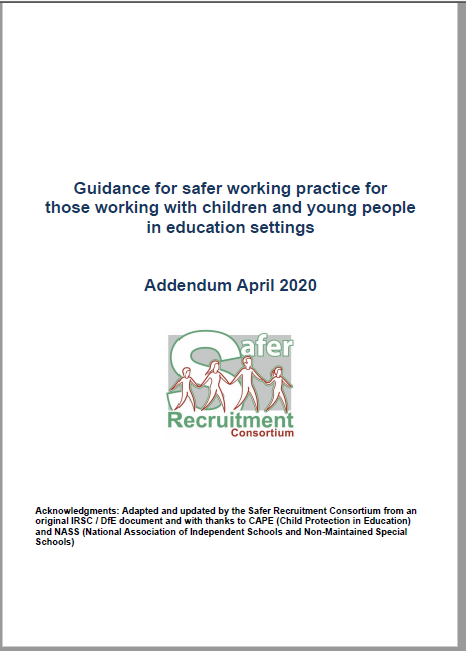 Guidance for safer working practice for
those working with children and young people
in education settings
Addendum April 2020
Safer
Recruitment
Consortium
Acknowledgments: Adapted and updated by the Safer Recruitment Consortium from an
original IRSC / DfE document and with thanks to CAPE (Child Protection in Education)
and NASS (National Association of Independent Schools and Non-Maintained Special
Schools)